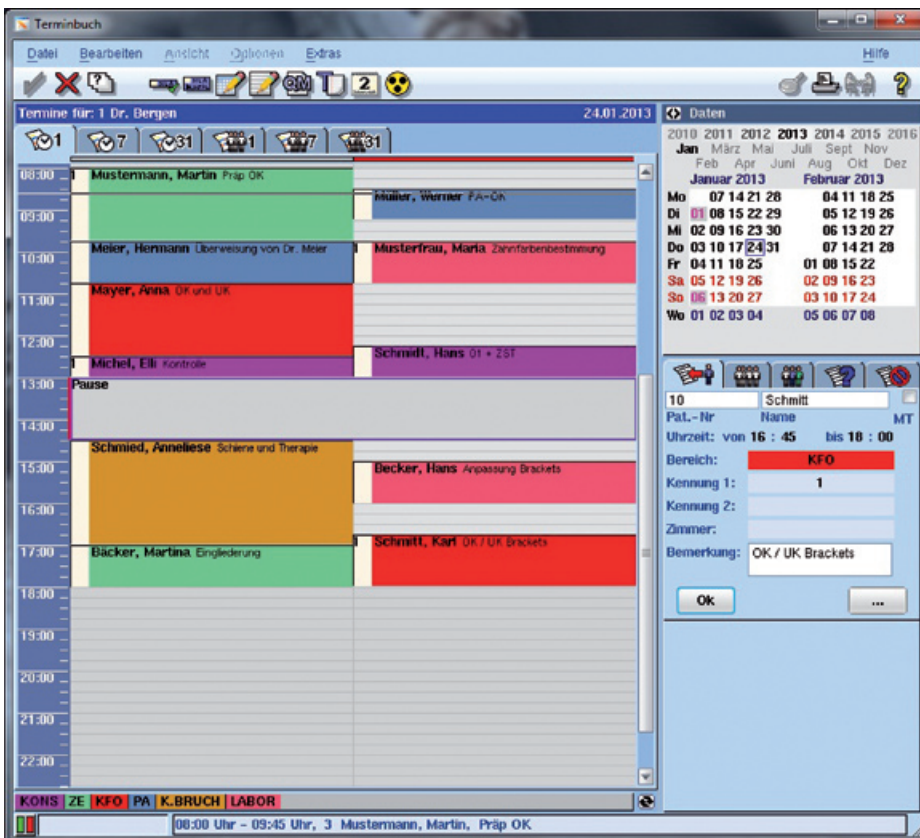 Terminbuch
Datei Bearbeiten Ansicht Optionen Extras Hilfe
? QM T 2 ?
Termine für: 1 Dr. Bergen 24.01.2013
1 7 31 1 7 31
08:00 Mustermann, Martin Präp OK
Müller, Werner PA-OK
09:00
Meier, Hermann Überweisung von Dr. Meier Musterfrau, Maria Zahnfarbenbestimmung
10:00
Mayer, Anna OK und UK
11:00
12:00
Schmidt, Hans 01 + ZST
Michel, Elli Kontrolle
13:00 Pause
14:00
Schmied, Anneliese Schiene und Therapie
15:00 Becker, Hans Anpassung Brackets
16:00
Schmitt, Karl OK / UK Brackets
17:00 Bäcker, Martina Eingliederung
18:00
19:00
20:00
21:00
22:00
KONS ZE KFO PA K.BRUCH LABOR
08:00 Uhr - 09:45 Uhr, 3 Mustermann, Martin, Präp OK
Daten
2010 2011 2012 2013 2014 2015 2016
Jan März Mai Juli Sept Nov
Feb Apr Juni Aug Okt Dez
Januar 2013 Februar 2013
Mo 07 14 21 28 04 11 18 25
Di 01 08 15 22 29 05 12 19 26
Mi 02 09 16 23 30 06 13 20 27
Do 03 10 17 24 31 07 14 21 28
Fr 04 11 18 25 01 08 15 22
Sa 05 12 19 26 02 09 16 23
So 06 13 20 27 03 10 17 24
Wo 01 02 03 04 05 06 07 08
10 Schmitt
Pat.-Nr Name MT
Uhrzeit: von 16 : 45 bis 18 : 00
Bereich: KFO
Kennung 1: 1
Kennung 2:
Zimmer:
Bemerkung: OK / UK Brackets
Ok ...